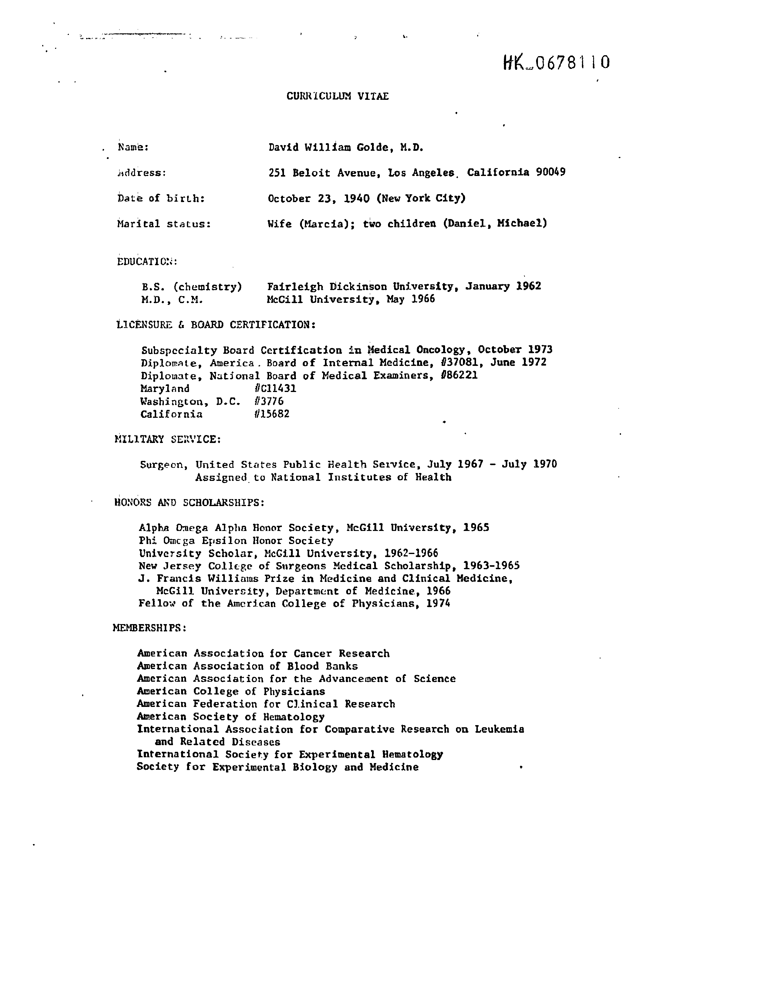 HK_0678110
CURRICULUM VITAE
Name: David William Golde, M.D.
Address: 251 Beloit Avenue, Los Angeles, California 90049
Date of birth: October 23, 1940 (New York City)
Marital status: Wife (Marcia); two children (Daniel, Michael)
EDUCATION:
B.S. (chemistry) Fairleigh Dickinson University, January 1962
M.D., C.M. McGill University, May 1966
LICENSURE & BOARD CERTIFICATION:
Subspecialty Board Certification in Medical Oncology, October 1973
Diplomate, America. Board of Internal Medicine, #37081, June 1972
Diplomate, National Board of Medical Examiners, #86221
Maryland #C11431
Washington, D.C. #3776
California #15682
MILITARY SERVICE:
Surgeon, United States Public Health Service, July 1967 - July 1970
Assigned to National Institutes of Health
HONORS AND SCHOLARSHIPS:
Alpha Omega Alpha Honor Society, McGill University, 1965
Phi Omega Epsilon Honor Society
University Scholar, McGill University, 1962-1966
New Jersey College of Surgeons Medical Scholarship, 1963-1965
J. Francis Williams Prize in Medicine and Clinical Medicine,
McGill University, Department of Medicine, 1966
Fellow of the American College of Physicians, 1974
MEMBERSHIPS:
American Association for Cancer Research
American Association of Blood Banks
American Association for the Advancement of Science
American College of Physicians
American Federation for Clinical Research
American Society of Hematology
International Association for Comparative Research on Leukemia
and Related Diseases
International Society for Experimental Hematology
Society for Experimental Biology and Medicine